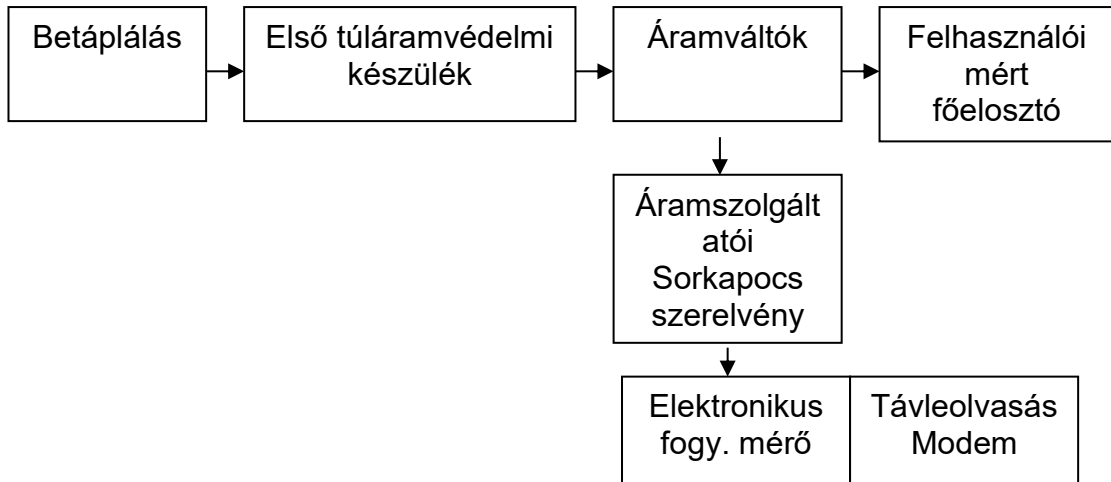 Betáplálás
Első túláramvédelmi
készülék
Áramváltók
Felhasználói
mért
főelosztó
Áramszolgált
atói
Sorkapocs
szerelvény
Elektronikus
fogy. mérő
Távleolvasás
Modem